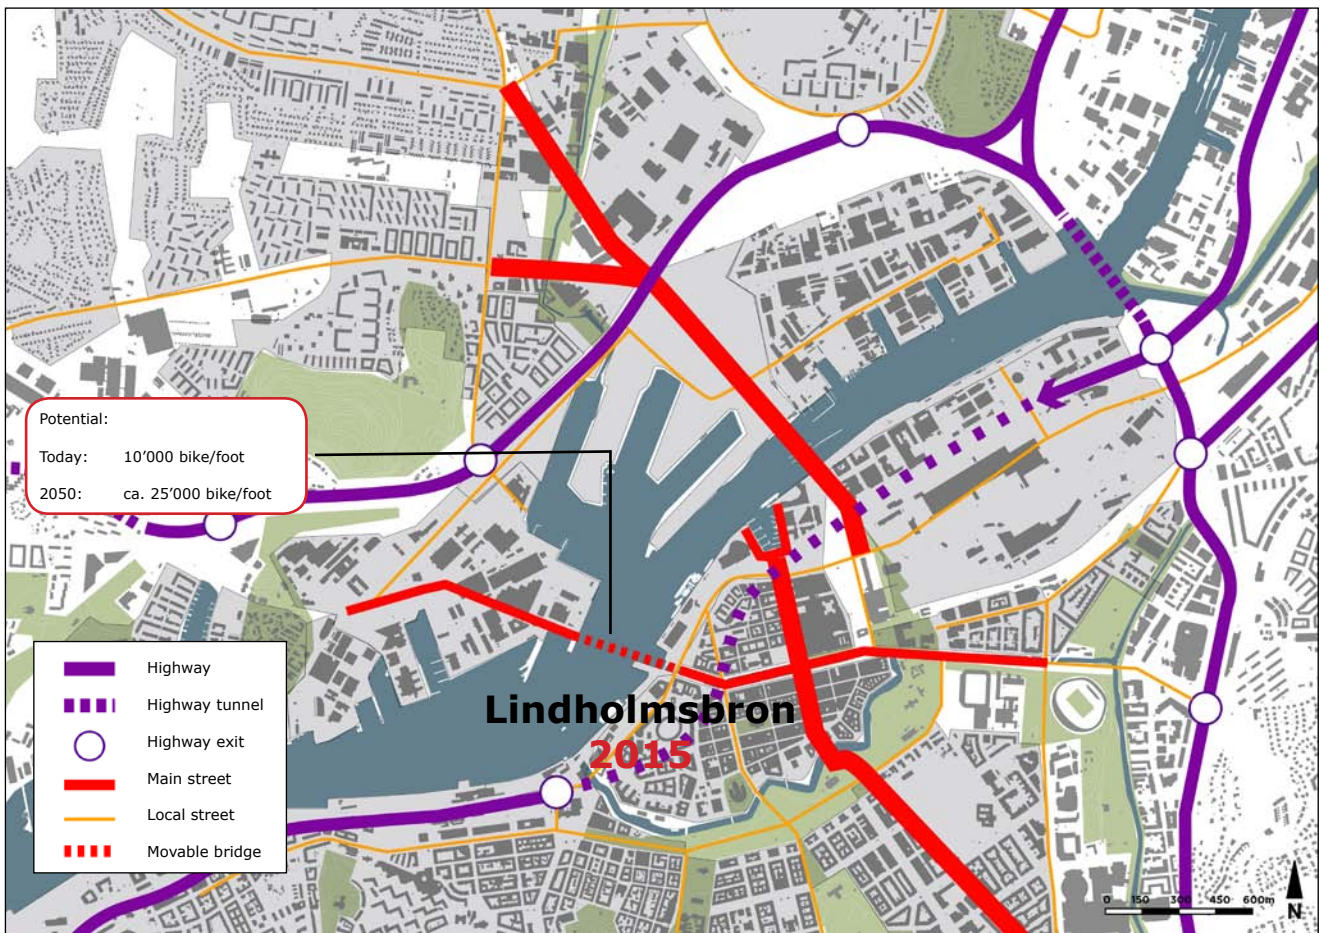 Potential:
Today: 10’000 bike/foot
2050: ca. 25’000 bike/foot
Lindholmsbron
2015
Highway
Highway tunnel
Highway exit
Main street
Local street
Movable bridge
0 150 300 450 600m
N